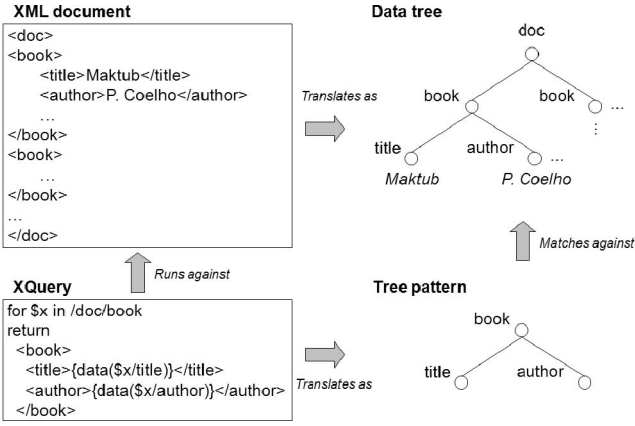 XML document
<doc>
<book>
<title>Maktub</title>
<author>P. Coelho</author>
...
</book>
<book>
...
</book>
...
</doc>
Translates as
Data tree
doc
book
book
...
title
author
...
Maktub
P. Coelho
Runs against
Matches against
XQuery
for $x in /doc/book
return
<book>
<title>{data($x/title)}</title>
<author>{data($x/author)}</author>
</book>
Translates as
Tree pattern
book
title
author